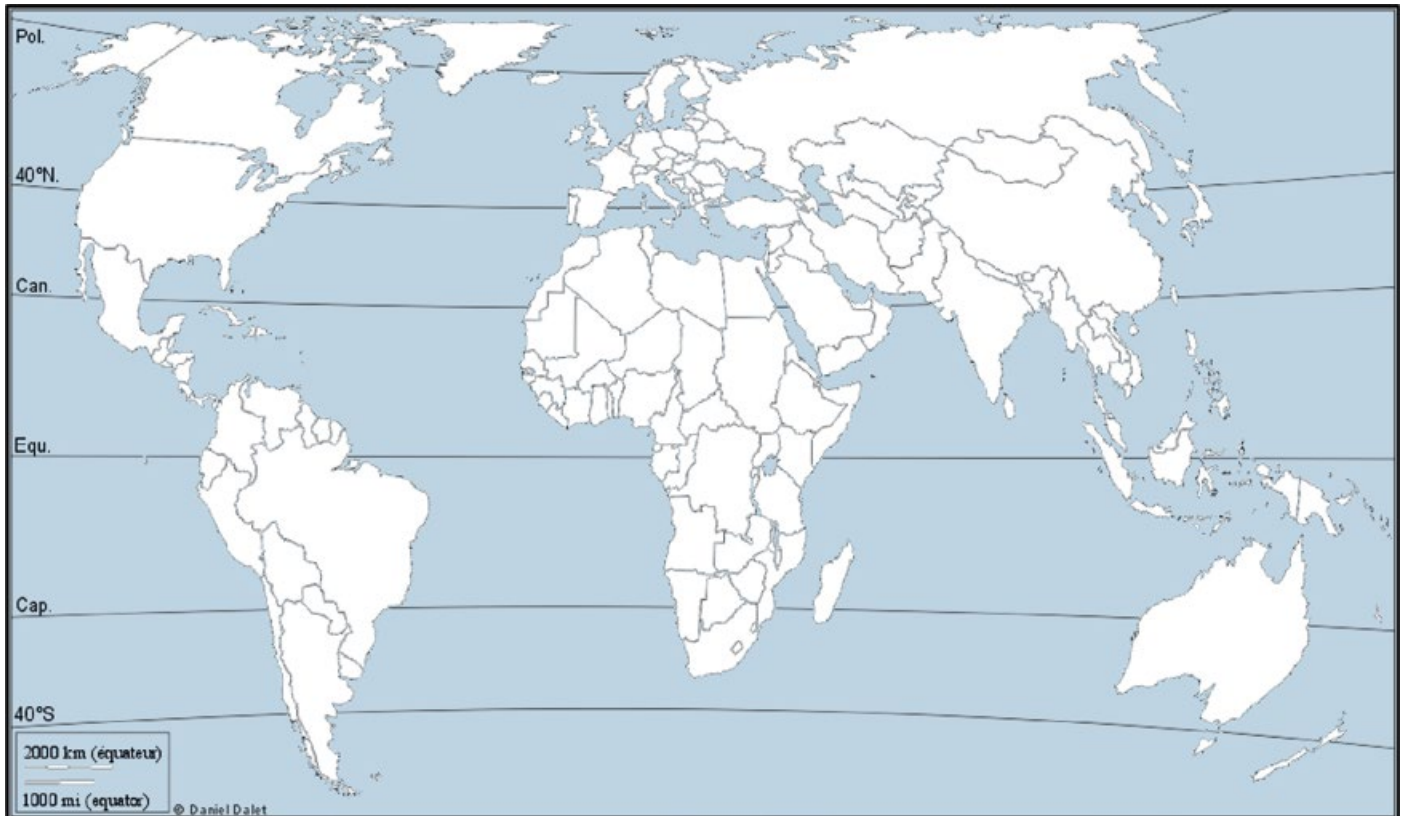 Pol.
40°N.
Can.
Equ.
Cap.
40°S
2000 km (équateur)
1000 mi (equator)
© Daniel Dalet